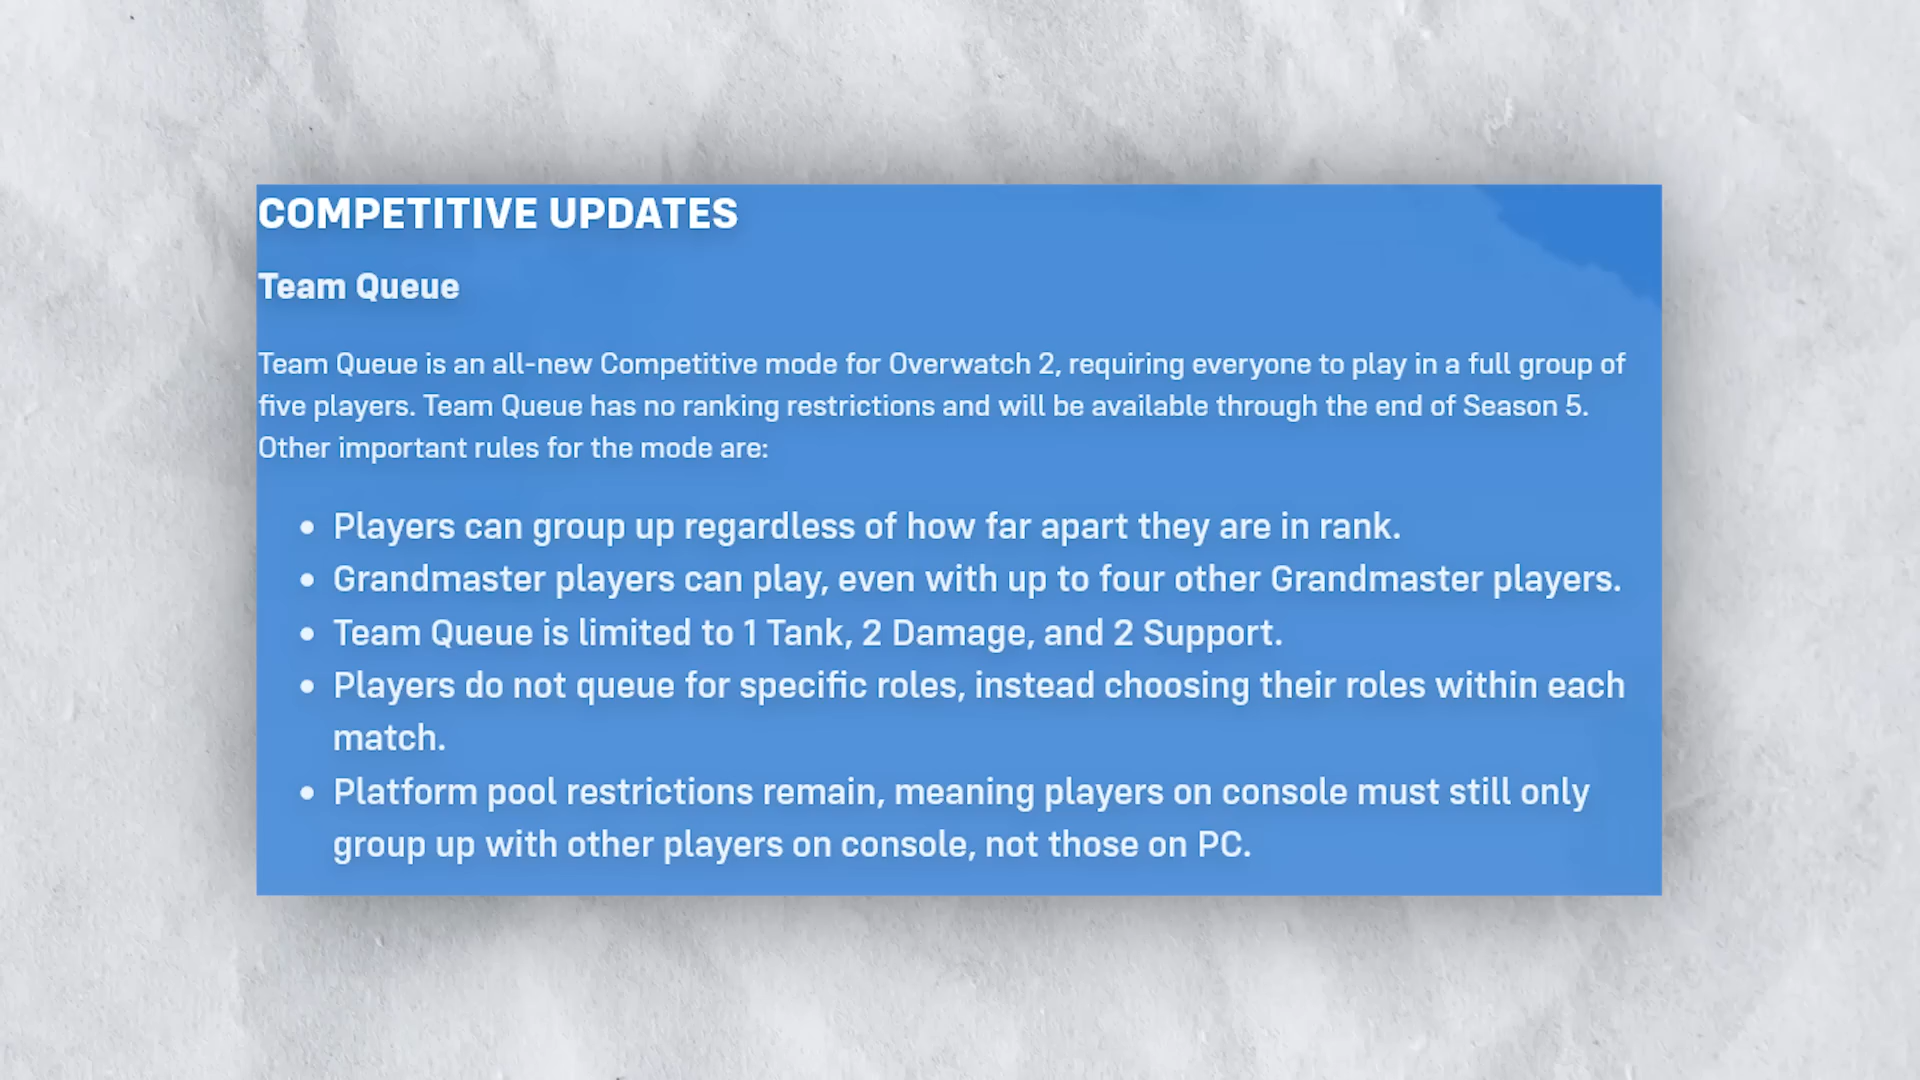 COMPETITIVE UPDATES
Team Queue
Team Queue is an all-new Competitive mode for Overwatch 2, requiring everyone to play in a full group of
five players. Team Queue has no ranking restrictions and will be available through the end of Season 5.
Other important rules for the mode are:
• Players can group up regardless of how far apart they are in rank.
• Grandmaster players can play, even with up to four other Grandmaster players.
• Team Queue is limited to 1 Tank, 2 Damage, and 2 Support.
• Players do not queue for specific roles, instead choosing their roles within each
match.
• Platform pool restrictions remain, meaning players on console must still only
group up with other players on console, not those on PC.